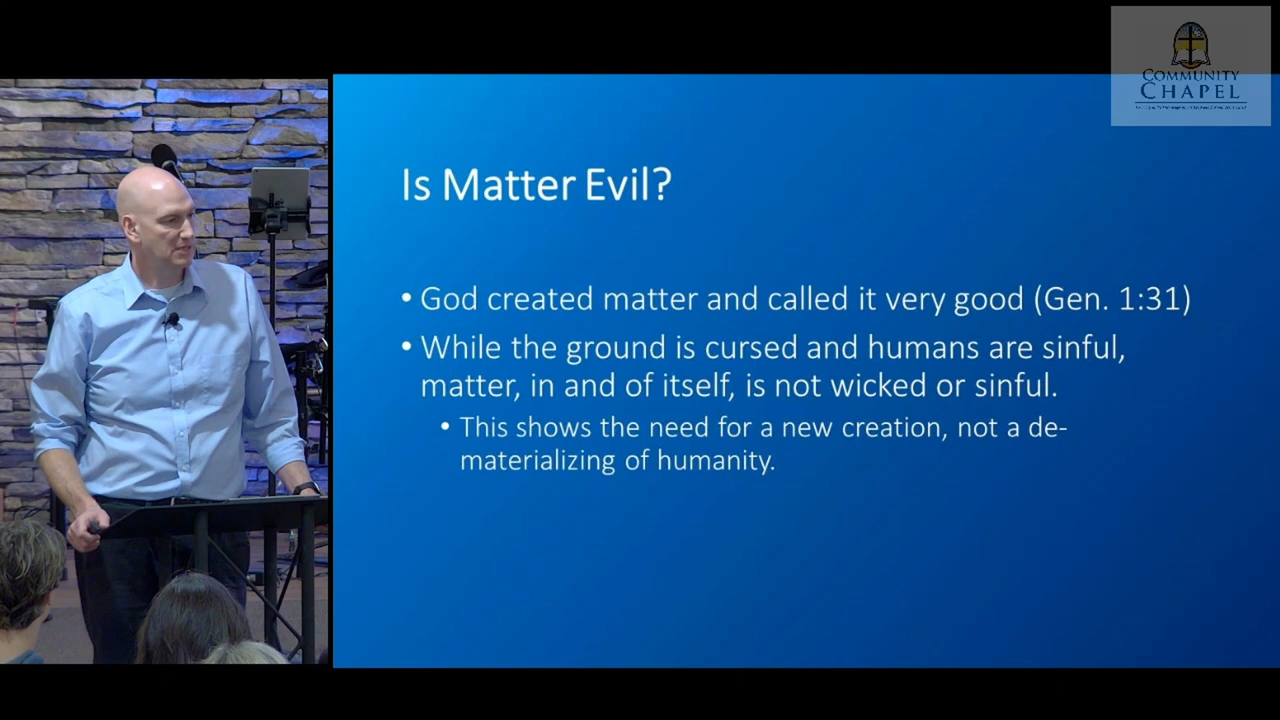 COMMUNITY
CHAPEL
Is Matter Evil?
• God created matter and called it very good (Gen. 1:31)
• While the ground is cursed and humans are sinful,
matter, in and of itself, is not wicked or sinful.
• This shows the need for a new creation, not a de-
materializing of humanity.